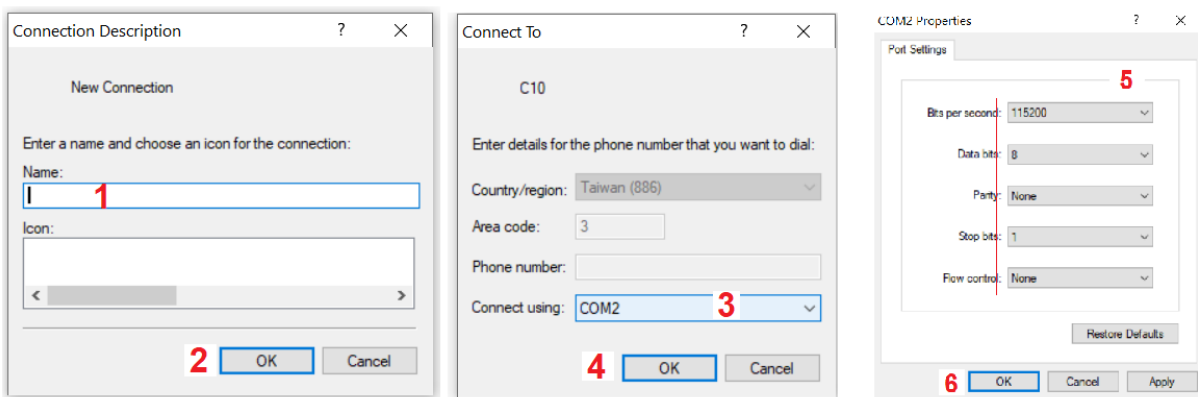 Connection Description ? ×
New Connection
Enter a name and choose an icon for the connection:
Name:
1
Icon:
< >
2 OK Cancel
Connect To ? ×
C10
Enter details for the phone number that you want to dial:
Country/region: Taiwan (886)
Area code: 3
Phone number:
Connect using: COM2 3
4 OK Cancel
COM2 Properties ? ×
Port Settings
5
Bits per second: 115200
Data bits: 8
Parity: None
Stop bits: 1
Flow control: None
Restore Defaults
6 OK Cancel Apply